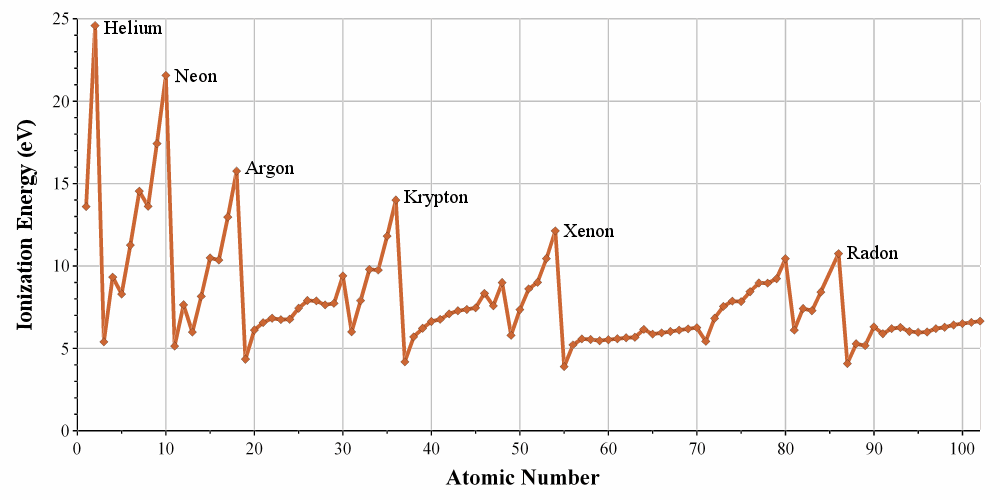 25
Helium
Neon
20
Argon
15
Krypton
Xenon
Radon
10
5
0
Ionization Energy (eV)
0 10 20 30 40 50 60 70 80 90 100
Atomic Number